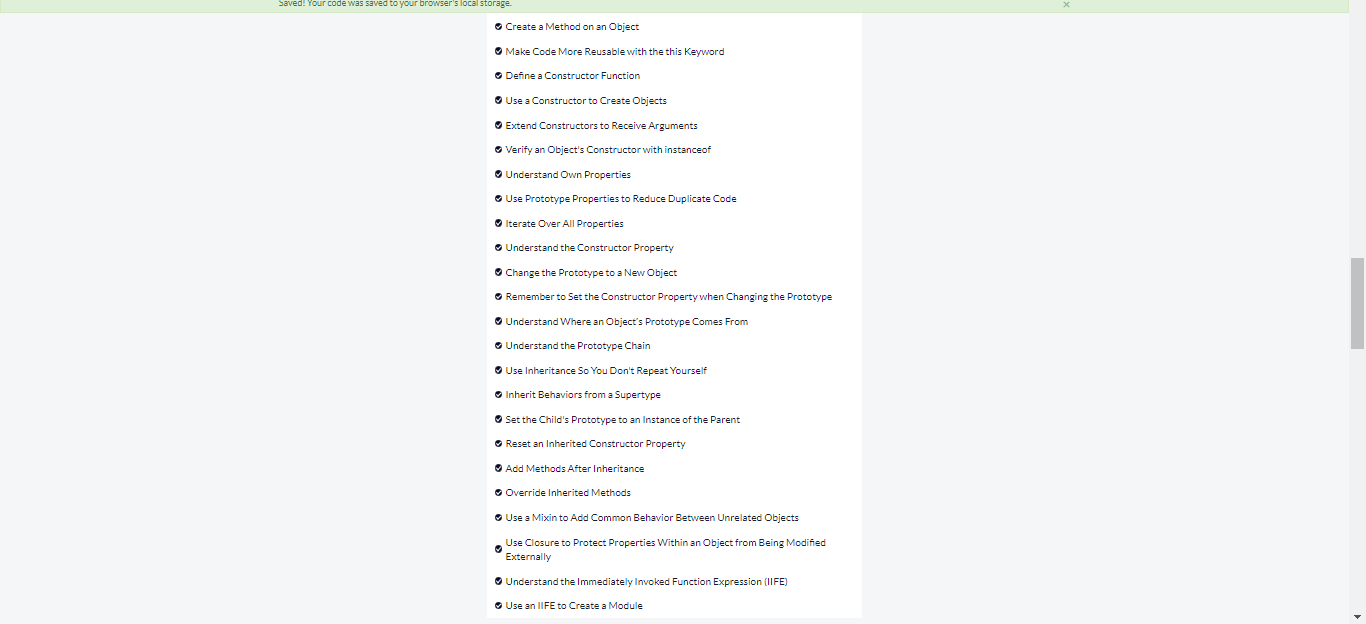 Saved! Your code was saved to your browser's local storage.
×
Create a Method on an Object
Make Code More Reusable with the this Keyword
Define a Constructor Function
Use a Constructor to Create Objects
Extend Constructors to Receive Arguments
Verify an Object's Constructor with instanceof
Understand Own Properties
Use Prototype Properties to Reduce Duplicate Code
Iterate Over All Properties
Understand the Constructor Property
Change the Prototype to a New Object
Remember to Set the Constructor Property when Changing the Prototype
Understand Where an Object's Prototype Comes From
Understand the Prototype Chain
Use Inheritance So You Don't Repeat Yourself
Inherit Behaviors from a Supertype
Set the Child's Prototype to an Instance of the Parent
Reset an Inherited Constructor Property
Add Methods After Inheritance
Override Inherited Methods
Use a Mixin to Add Common Behavior Between Unrelated Objects
Use Closure to Protect Properties Within an Object from Being Modified
Externally
Understand the Immediately Invoked Function Expression (IIFE)
Use an IIFE to Create a Module